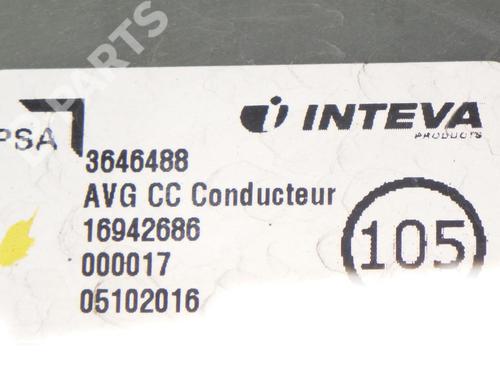 B-PARTS
PSA
INTEVA
PRODUCTS
3646488
AVG CC Conducteur
16942686
000017
05102016
105